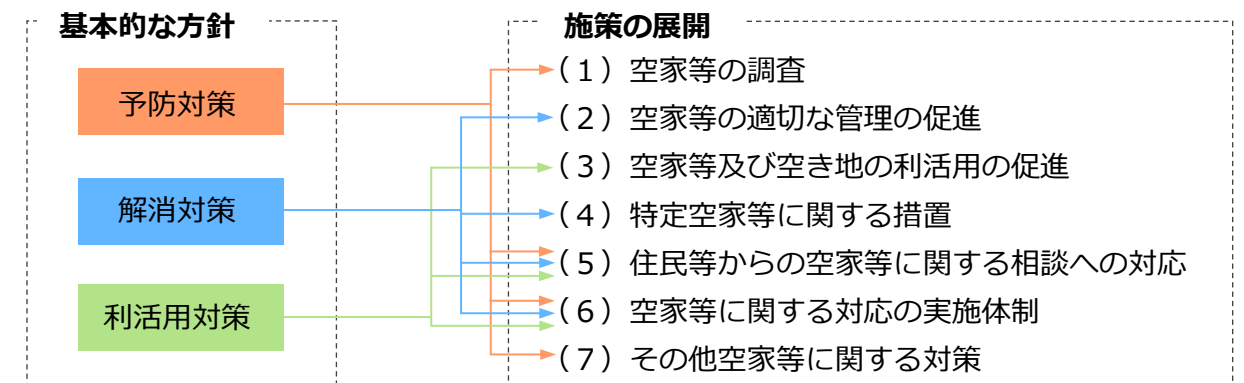 基本的な方針
予防対策
解消対策
利活用対策
施策の展開
（１）空家等の調査
（２）空家等の適切な管理の促進
（３）空家等及び空き地の利活用の促進
（４）特定空家等に関する措置
（５）住民等からの空家等に関する相談への対応
（６）空家等に関する対応の実施体制
（７）その他空家等に関する対策